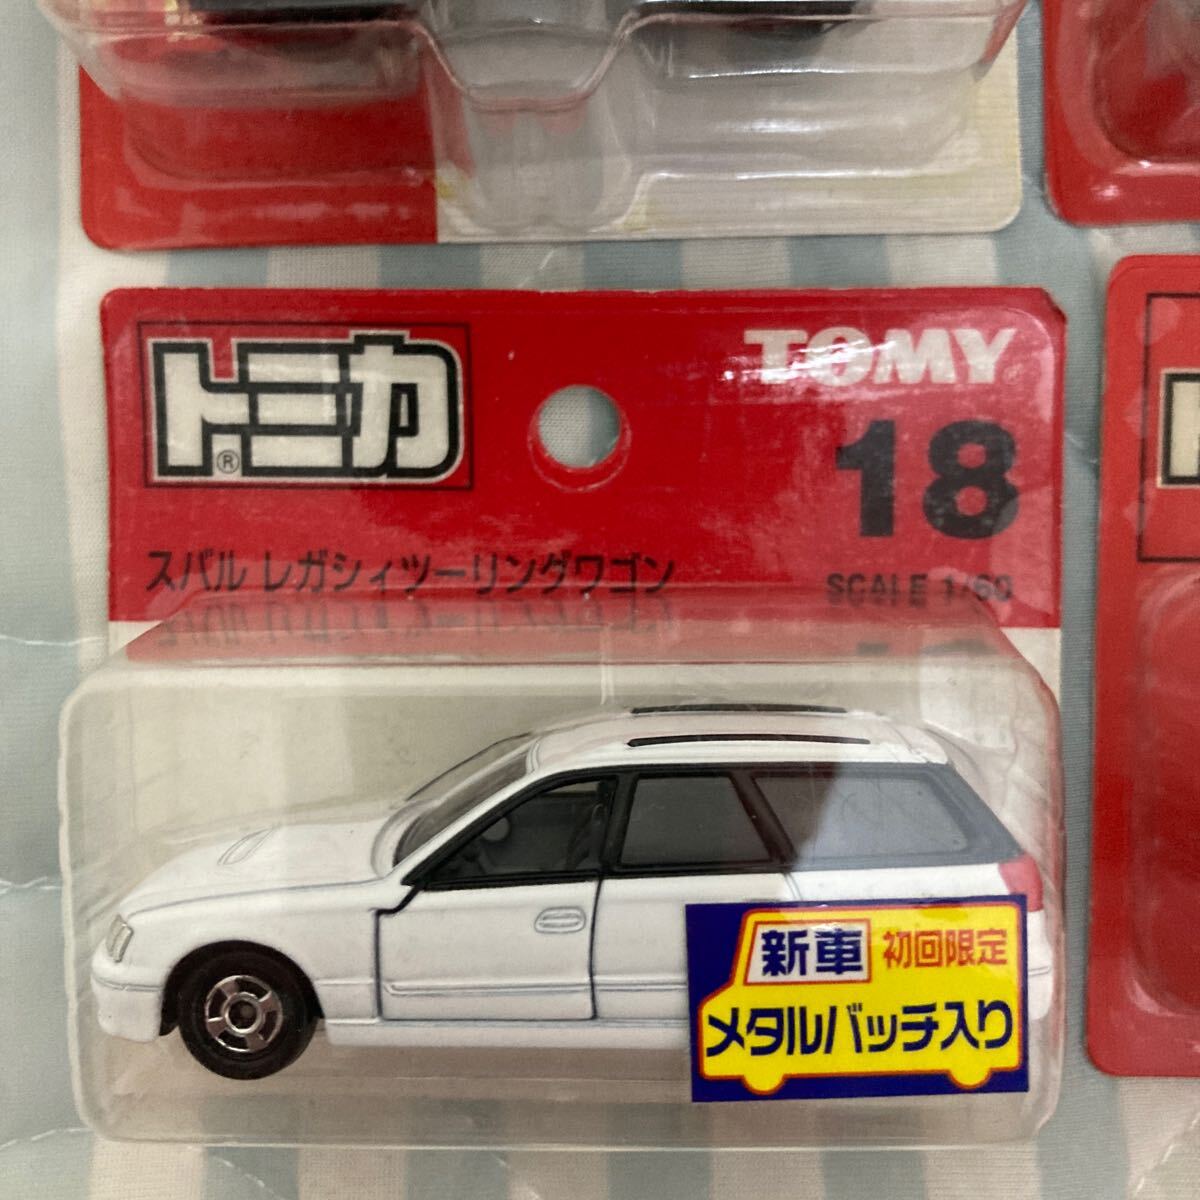 トミカ®
TOMY
18
スバル レガシィツーリングワゴン
SCALE 1/60
新車 初回限定
メタルバッチ入り